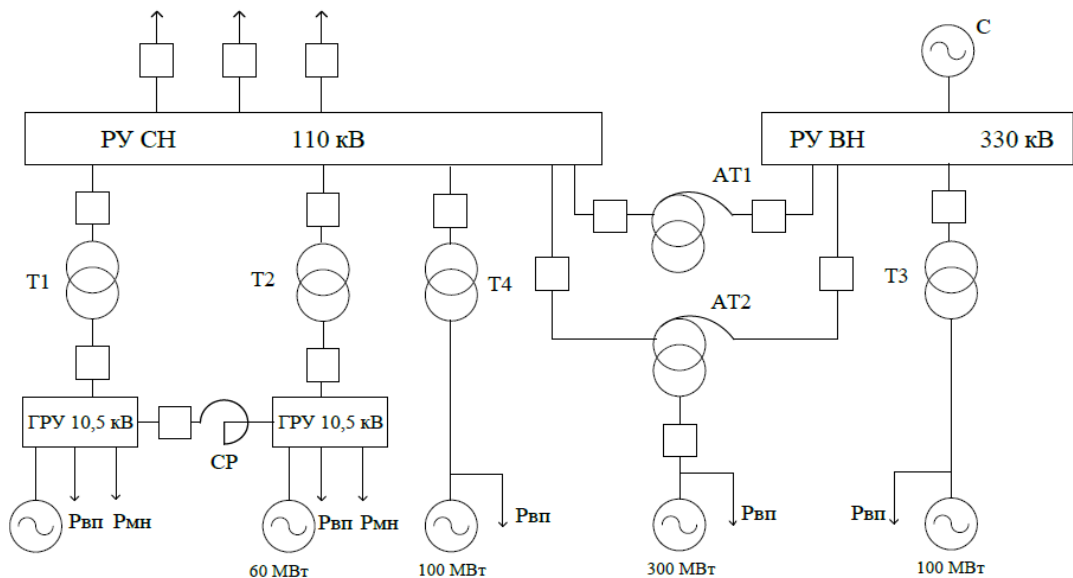 С
РУ СН 110 кВ
РУ ВН 330 кВ
АТ1
Т1
Т2
Т4
Т3
АТ2
ГРУ 10,5 кВ
ГРУ 10,5 кВ
СР
Рвп Рмн
Рвп Рмн
Рвп
Рвп
Рвп
60 МВт
100 МВт
300 МВт
100 МВт